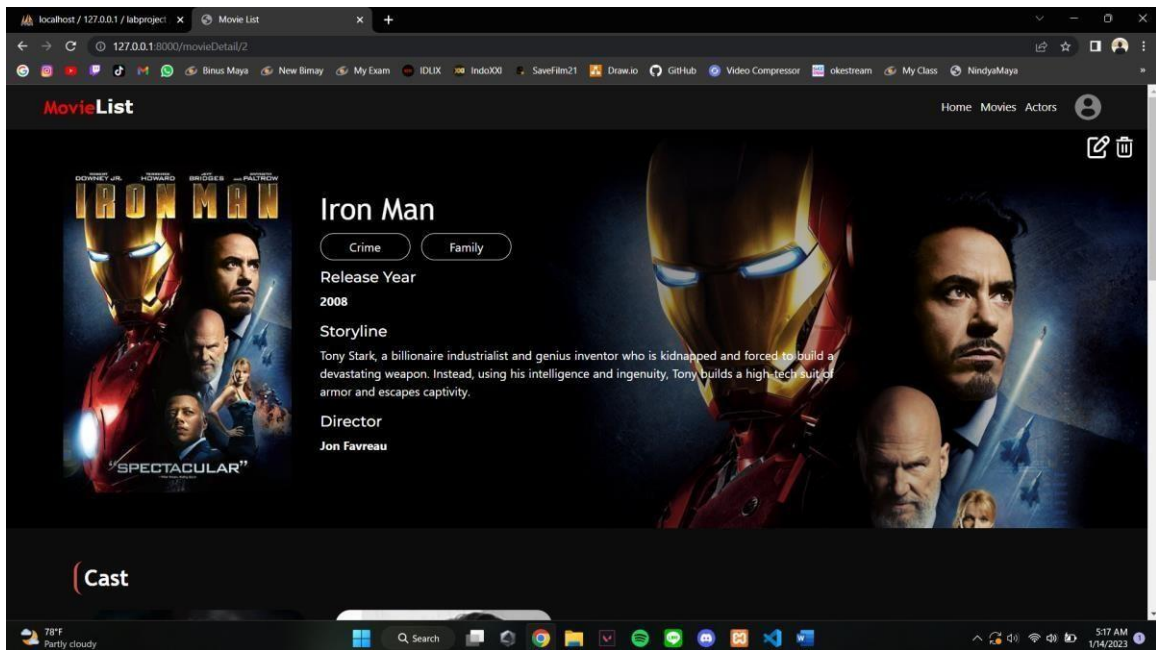 localhost / 127.0.0.1 / labproject
Movie List
127.0.0.1:8000/movieDetail/2
Binus Maya
New Bimay
My Exam
IDLIX
IndoXXI
SaveFilm21
Draw.io
GitHub
Video Compressor
okestream
My Class
NindyaMaya
»
MovieList
Home Movies Actors
DOWNEY JR. HOWARD BRIDGES PALTROW
IRON MAN
"SPECTACULAR"
Iron Man
Crime Family
Release Year
2008
Storyline
Tony Stark, a billionaire industrialist and genius inventor who is kidnapped and forced to build a
devastating weapon. Instead, using his intelligence and ingenuity, Tony builds a high-tech suit of
armor and escapes captivity.
Director
Jon Favreau
Cast
78°F
Partly cloudy
Search
5:17 AM
1/14/2023